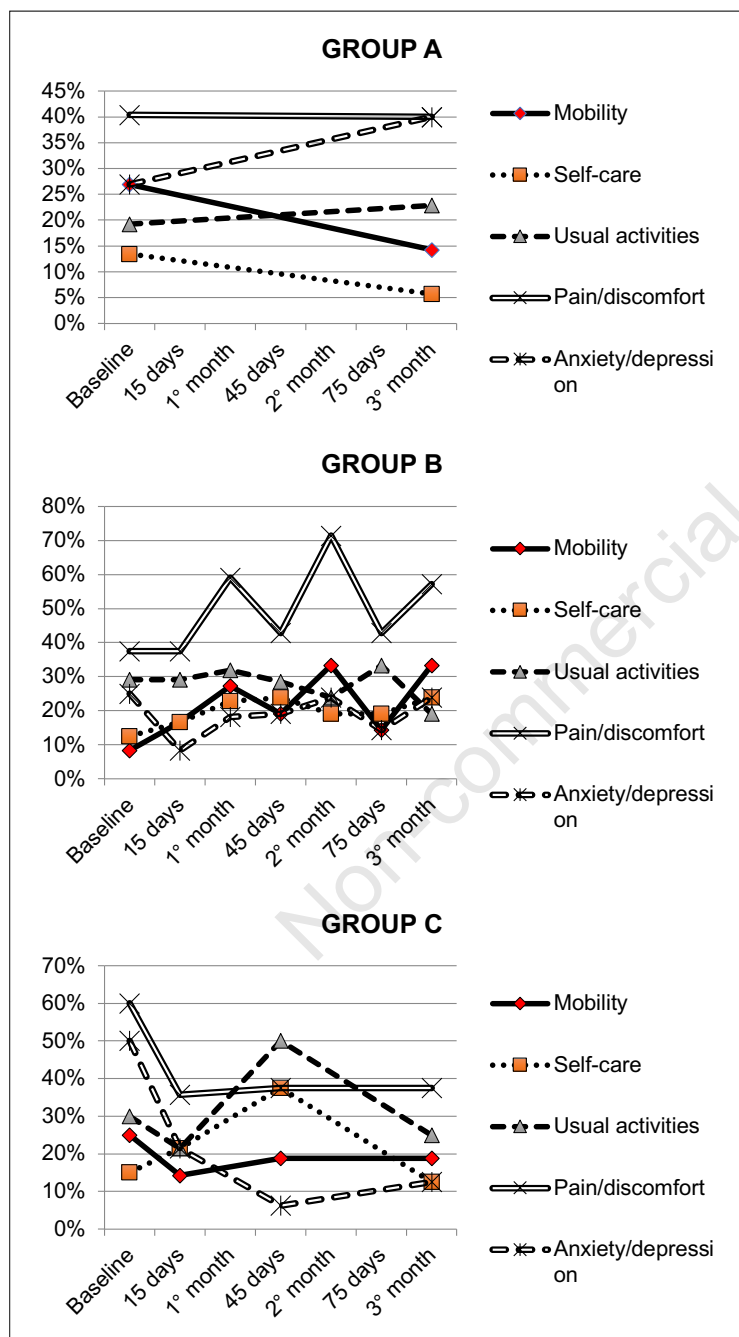 GROUP A
45%
40%
35%
30%
25%
20%
15%
10%
5%
0%
Baseline
15 days
1° month
45 days
2° month
75 days
3° month
Mobility
Self-care
Usual activities
Pain/discomfort
Anxiety/depressi
on
GROUP B
80%
70%
60%
50%
40%
30%
20%
10%
0%
Baseline
15 days
1° month
45 days
2° month
75 days
3° month
Mobility
Self-care
Usual activities
Pain/discomfort
Anxiety/depressi
on
Non-commercial
GROUP C
70%
60%
50%
40%
30%
20%
10%
0%
Baseline
15 days
1° month
45 days
2° month
75 days
3° month
Mobility
Self-care
Usual activities
Pain/discomfort
Anxiety/depressi
on